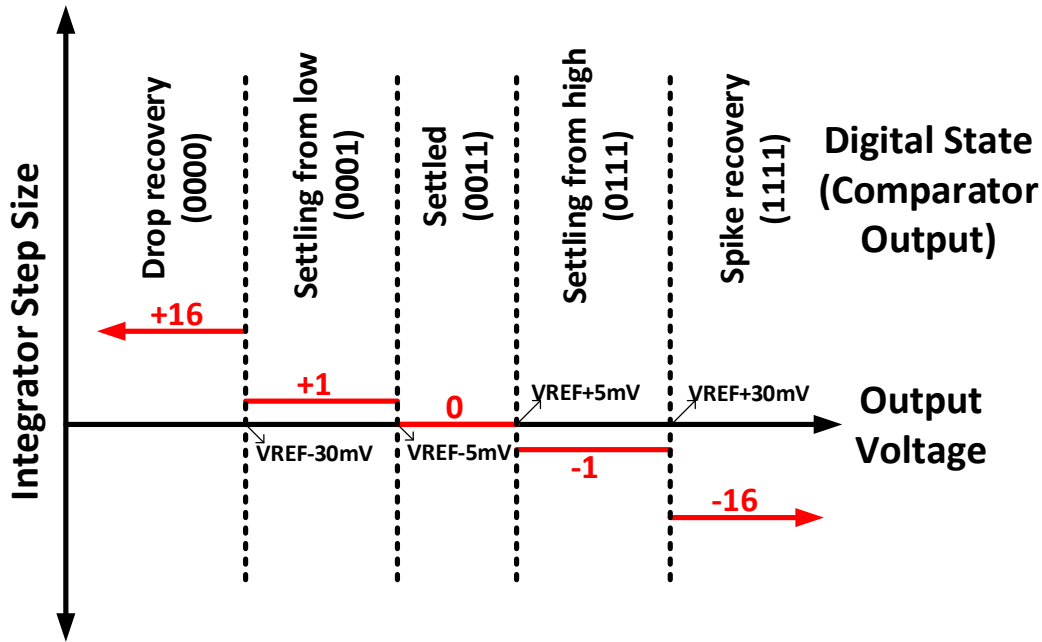 Integrator Step Size
Drop recovery
(0000)
Settling from low
(0001)
Settled
(0011)
Settling from high
(0111)
Spike recovery
(1111)
Digital State
(Comparator
Output)
+16
+1
0
-1
-16
VREF-30mV
VREF-5mV
VREF+5mV
VREF+30mV
Output
Voltage